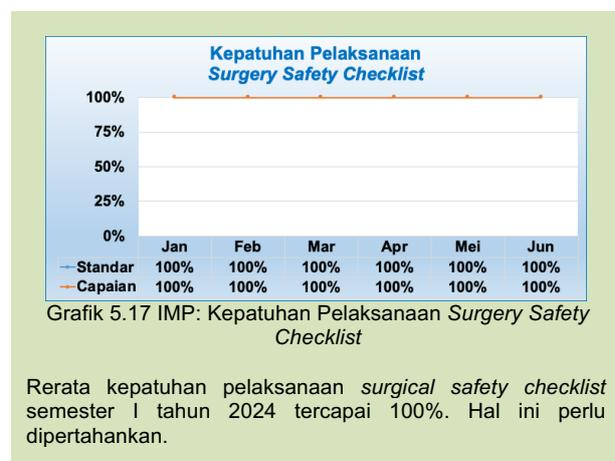 Kepatuhan Pelaksanaan
Surgery Safety Checklist
100%
75%
50%
25%
0%
Jan Feb Mar Apr Mei Jun
Standar 100% 100% 100% 100% 100% 100%
Capaian 100% 100% 100% 100% 100% 100%
Grafik 5.17 IMP: Kepatuhan Pelaksanaan Surgery Safety
Checklist
Rerata kepatuhan pelaksanaan surgical safety checklist
semester I tahun 2024 tercapai 100%. Hal ini perlu
dipertahankan.